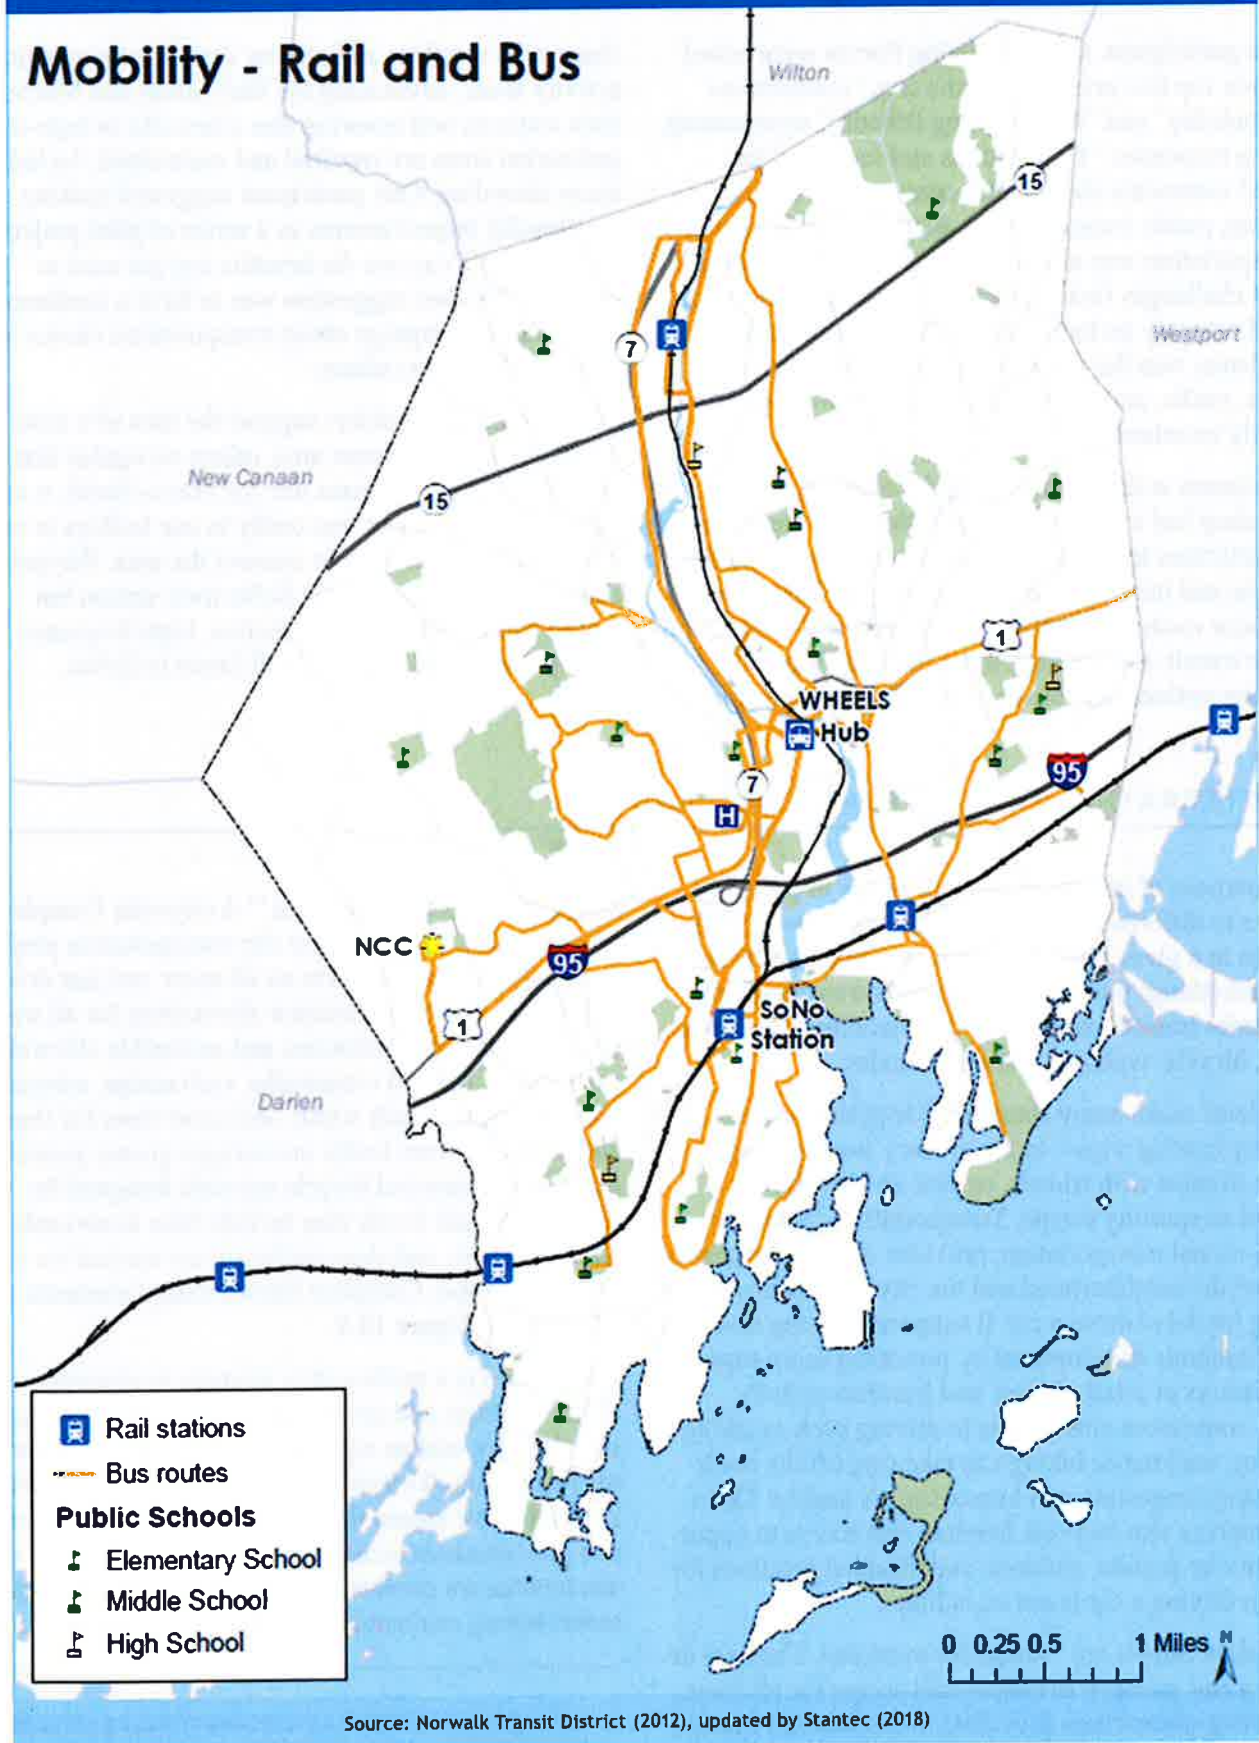 Mobility - Rail and Bus
Wilton
15
Westport
7
New Canaan
15
1
WHEELS
Hub
7
95
H
NCC
95
1
SoNo
Station
Darien
Rail stations
Bus routes
Public Schools
Elementary School
Middle School
High School
0 0.25 0.5 1 Miles
N
Source: Norwalk Transit District (2012), updated by Stantec (2018)